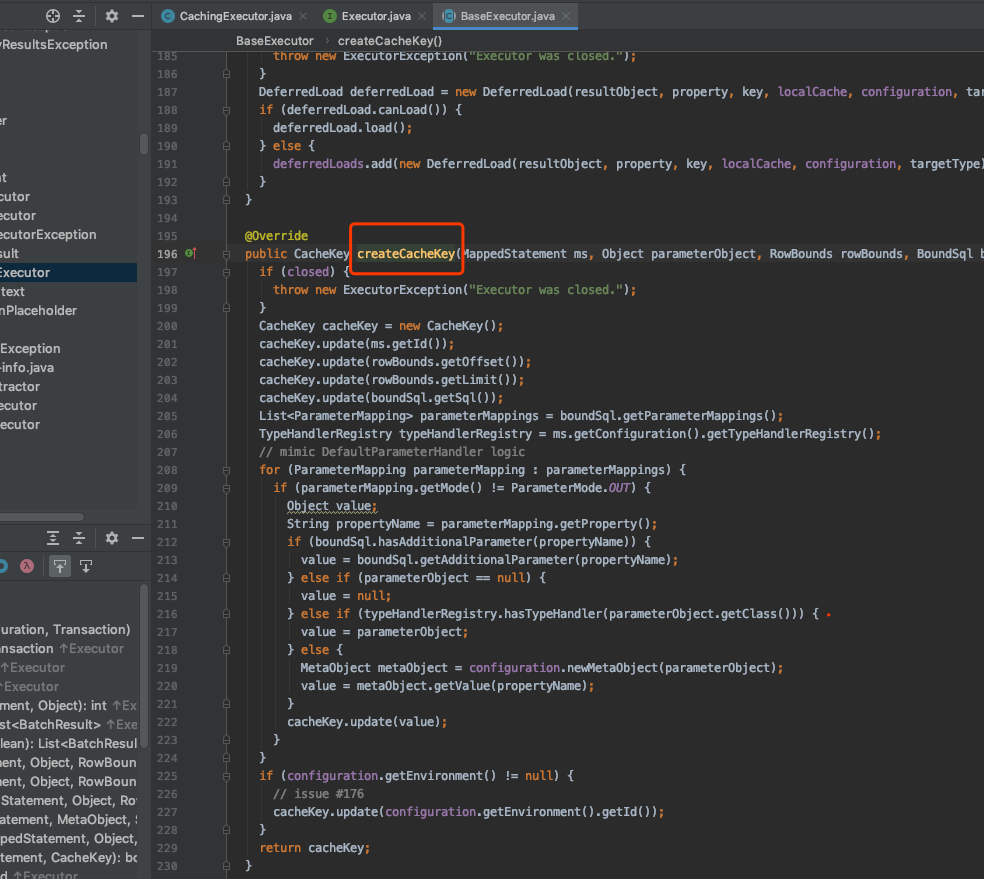 CachingExecutor.java
Executor.java
BaseExecutor.java
BaseExecutor
createCacheKey()
yResultsException
er
nt
cutor
ecutor
ecutorException
sult
Executor
text
nPlaceholder
Exception
-info.java
tractor
ecutor
ecutor
uration, Transaction)
ansaction ↑Executor
↑Executor
↑Executor
ment, Object): int ↑Ex
st<BatchResult> ↑Exe
lean): List<BatchResul
ent, Object, RowBoun
ent, Object, RowBoun
Statement, Object, Ro
atement, MetaObject, S
ppedStatement, Object,
tement, CacheKey): bo
d ↑Executor
185 throw new ExecutorException("Executor was closed.");
186 }
187 DeferredLoad deferredLoad = new DeferredLoad(resultObject, property, key, localCache, configuration, tar
188 if (deferredLoad.canLoad()) {
189 deferredLoad.load();
190 } else {
191 deferredLoads.add(new DeferredLoad(resultObject, property, key, localCache, configuration, targetType)
192 }
193 }
194
195 @Override
196 public CacheKey createCacheKey(MappedStatement ms, Object parameterObject, RowBounds rowBounds, BoundSql b
197 if (closed) {
198 throw new ExecutorException("Executor was closed.");
199 }
200 CacheKey cacheKey = new CacheKey();
201 cacheKey.update(ms.getId());
202 cacheKey.update(rowBounds.getOffset());
203 cacheKey.update(rowBounds.getLimit());
204 cacheKey.update(boundSql.getSql());
205 List<ParameterMapping> parameterMappings = boundSql.getParameterMappings();
206 TypeHandlerRegistry typeHandlerRegistry = ms.getConfiguration().getTypeHandlerRegistry();
207 // mimic DefaultParameterHandler logic
208 for (ParameterMapping parameterMapping : parameterMappings) {
209 if (parameterMapping.getMode() != ParameterMode.OUT) {
210 Object value;
211 String propertyName = parameterMapping.getProperty();
212 if (boundSql.hasAdditionalParameter(propertyName)) {
213 value = boundSql.getAdditionalParameter(propertyName);
214 } else if (parameterObject == null) {
215 value = null;
216 } else if (typeHandlerRegistry.hasTypeHandler(parameterObject.getClass())) {
217 value = parameterObject;
218 } else {
219 MetaObject metaObject = configuration.newMetaObject(parameterObject);
220 value = metaObject.getValue(propertyName);
221 }
222 cacheKey.update(value);
223 }
224 }
225 if (configuration.getEnvironment() != null) {
226 // issue #176
227 cacheKey.update(configuration.getEnvironment().getId());
228 }
229 return cacheKey;
230 }